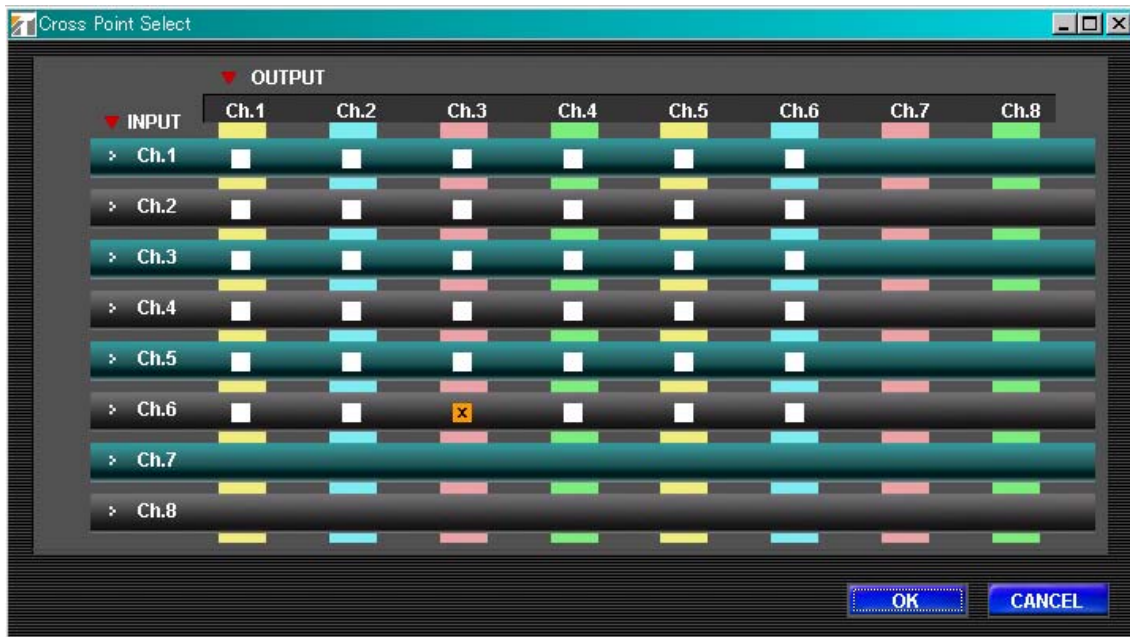 Cross Point Select
OUTPUT
Ch.1 Ch.2 Ch.3 Ch.4 Ch.5 Ch.6 Ch.7 Ch.8
INPUT
Ch.1
Ch.2
Ch.3
Ch.4
Ch.5
Ch.6 x
Ch.7
Ch.8
OK CANCEL